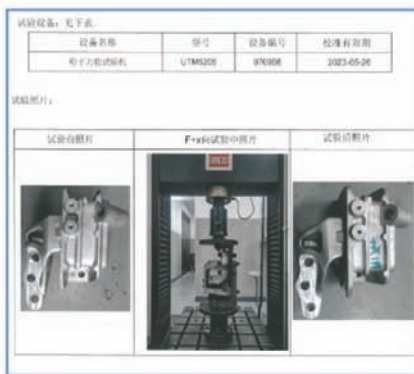 试验设备：见下表
设备名称 型号 设备编号 校准有效期
电子万能试验机 UTM5205 2023-05-26
试验照片：
试验前照片 F+x向试验中照片 试验后照片